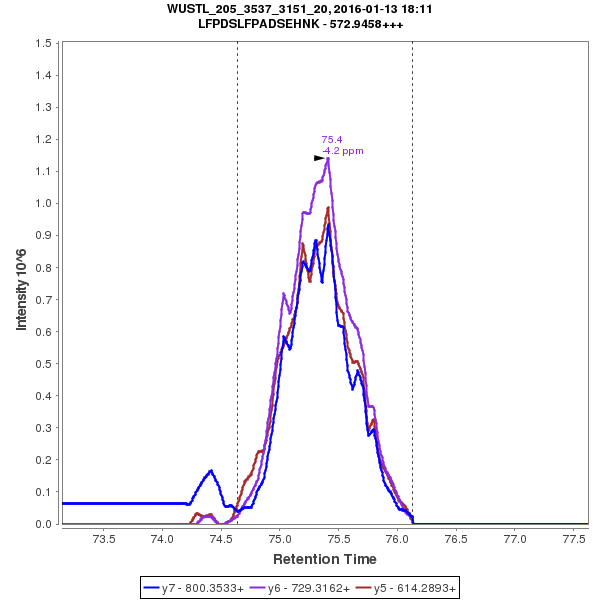 WUSTL_205_3537_3151_20, 2016-01-13 18:11
LFPDSLFPADSEHNK - 572.9458+++
1.5
1.4
1.3
1.2
1.1
1.0
0.9
0.8
0.7
0.6
0.5
0.4
0.3
0.2
0.1
0.0
Intensity 10^6
75.4
-4.2 ppm
73.5 74.0 74.5 75.0 75.5 76.0 76.5 77.0 77.5
Retention Time
y7 - 800.3533+ y6 - 729.3162+ y5 - 614.2893+